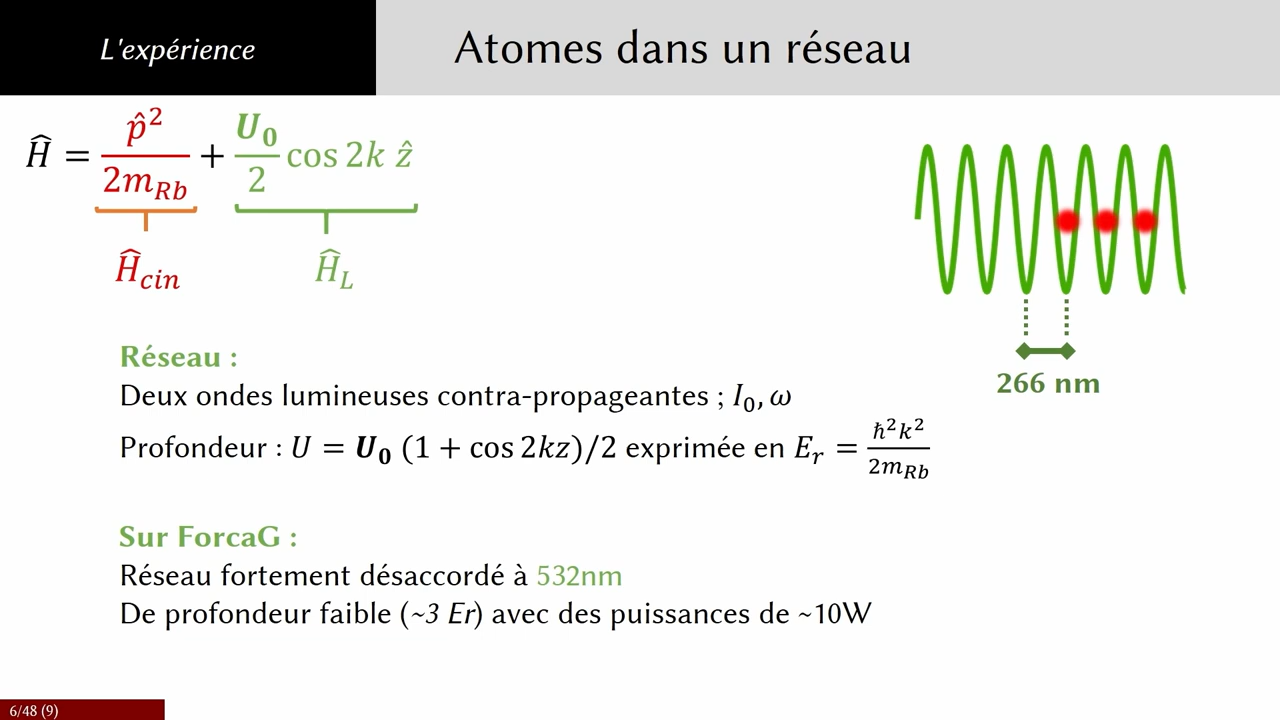 L'expérience
Atomes dans un réseau
Ĥ = p̂²/2m_Rb + U₀/2 cos 2k ẑ
Ĥ_cin
Ĥ_L
266 nm
Réseau :
Deux ondes lumineuses contra-propageantes ; I₀, ω
Profondeur : U = U₀ (1 + cos 2kz)/2 exprimée en E_r = ℏ²k²/2m_Rb
Sur ForcaG :
Réseau fortement désaccordé à 532nm
De profondeur faible (~3 Er) avec des puissances de ~10W
6/48 (9)